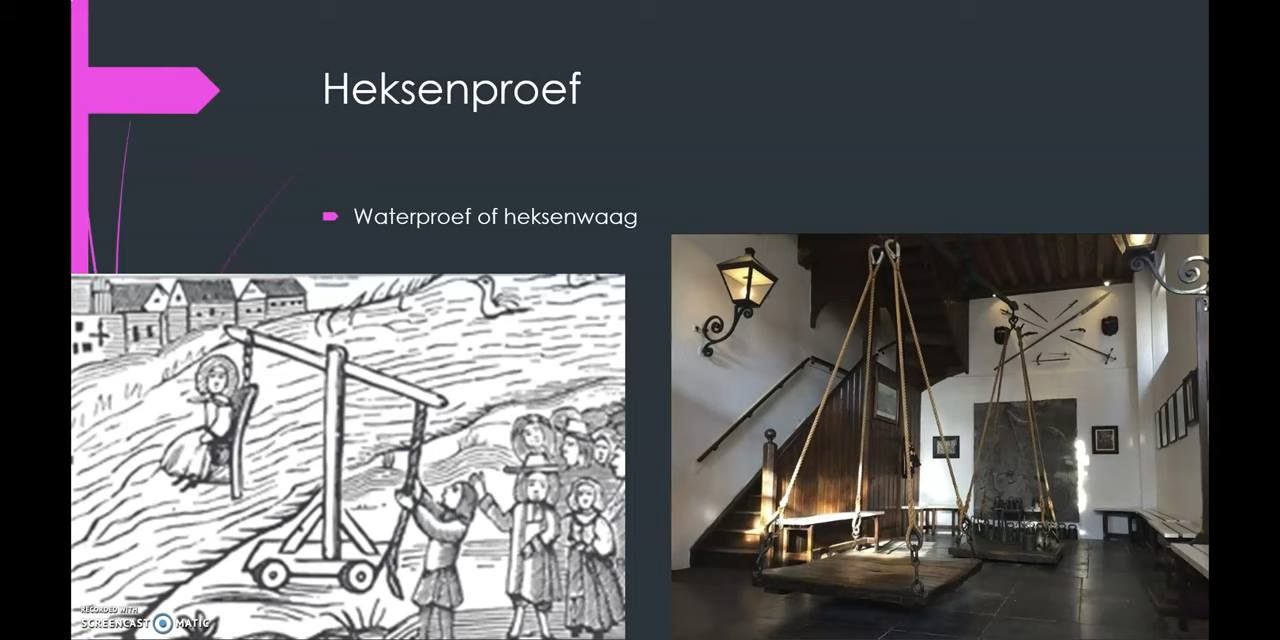 Heksenproef
Waterproef of heksenwaag
RECORDED WITH
SCREENCAST MATIC